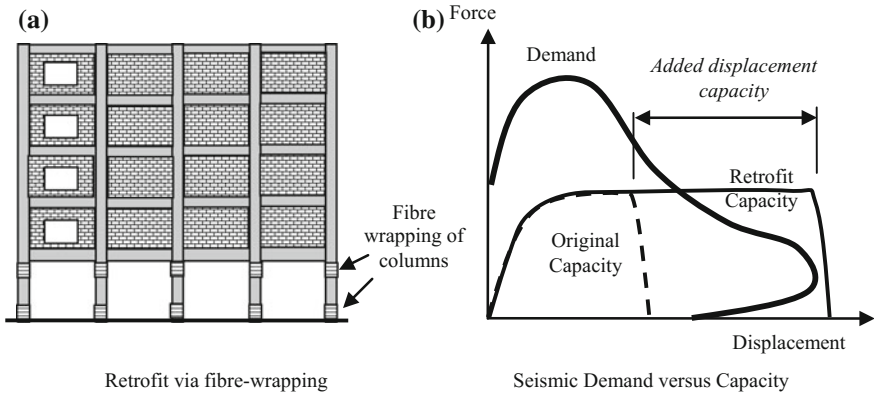 (a)
Fibre
wrapping of
columns
Retrofit via fibre-wrapping
(b)
Force
Demand
Added displacement
capacity
Retrofit
Capacity
Original
Capacity
Displacement
Seismic Demand versus Capacity